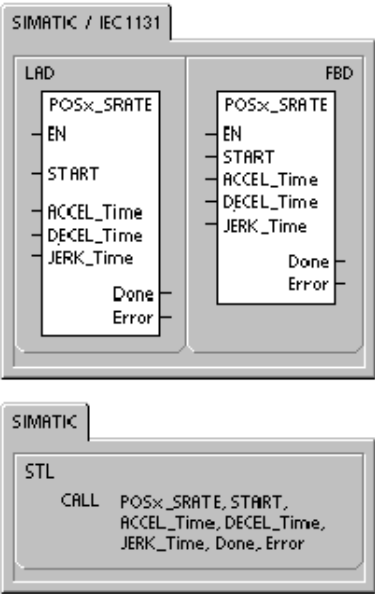 SIMATIC / IEC1131
LAD
POSx_SRATE
EN
START
ACCEL_Time
DECEL_Time
JERK_Time
Done
Error
FBD
POSx_SRATE
EN
START
ACCEL_Time
DECEL_Time
JERK_Time
Done
Error
SIMATIC
STL
CALL POSx_SRATE, START,
ACCEL_Time, DECEL_Time,
JERK_Time, Done, Error